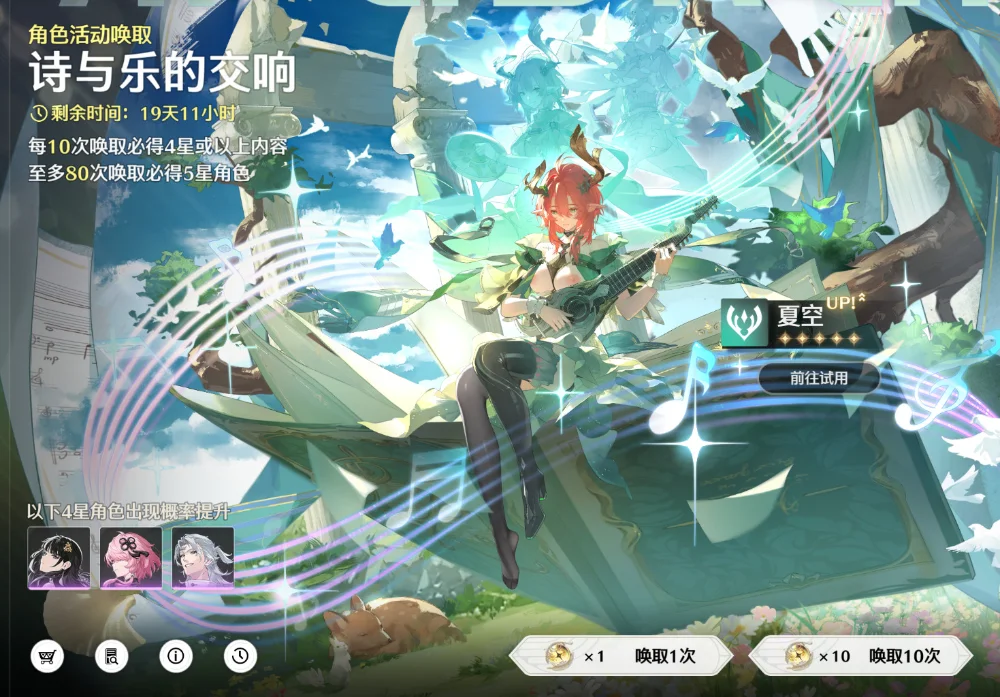 角色活动唤取
诗与乐的交响
剩余时间：19天11小时
每10次唤取必得4星或以上内容
至多80次唤取必得5星角色
夏空
UP!
前往试用
以下4星角色出现概率提升
×1 唤取1次
×10 唤取10次